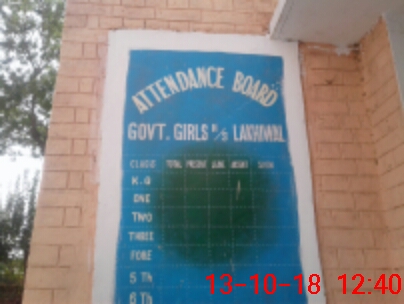 ATTENDANCE BOARD
GOVT. GIRLS P/S LAKHIWAL
CLASS TOTAL PRESENT
K.G
ONE
TWO
THREE
FORE
5 Th
6 Th
13-10-18 12:40